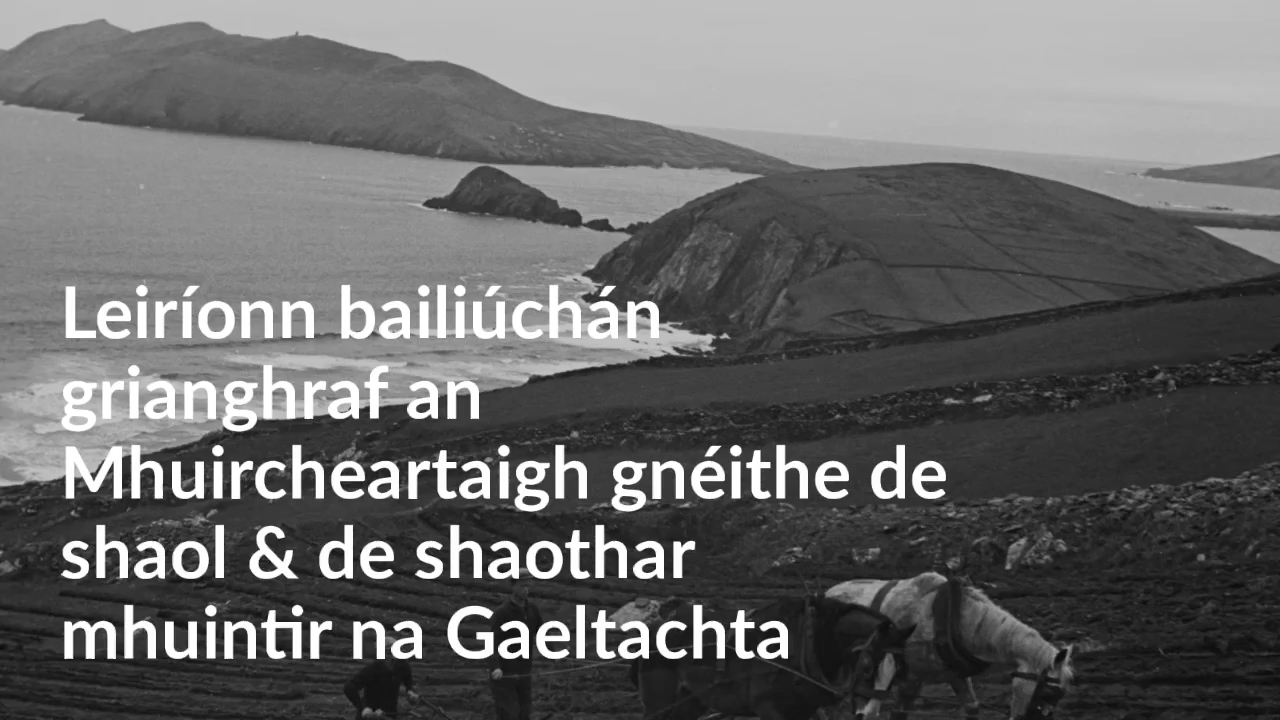 Leiríonn bailiúchán
grianghraf an
Mhuircheartaigh gnéithe de
shaol & de shaothar
mhuintir na Gaeltachta